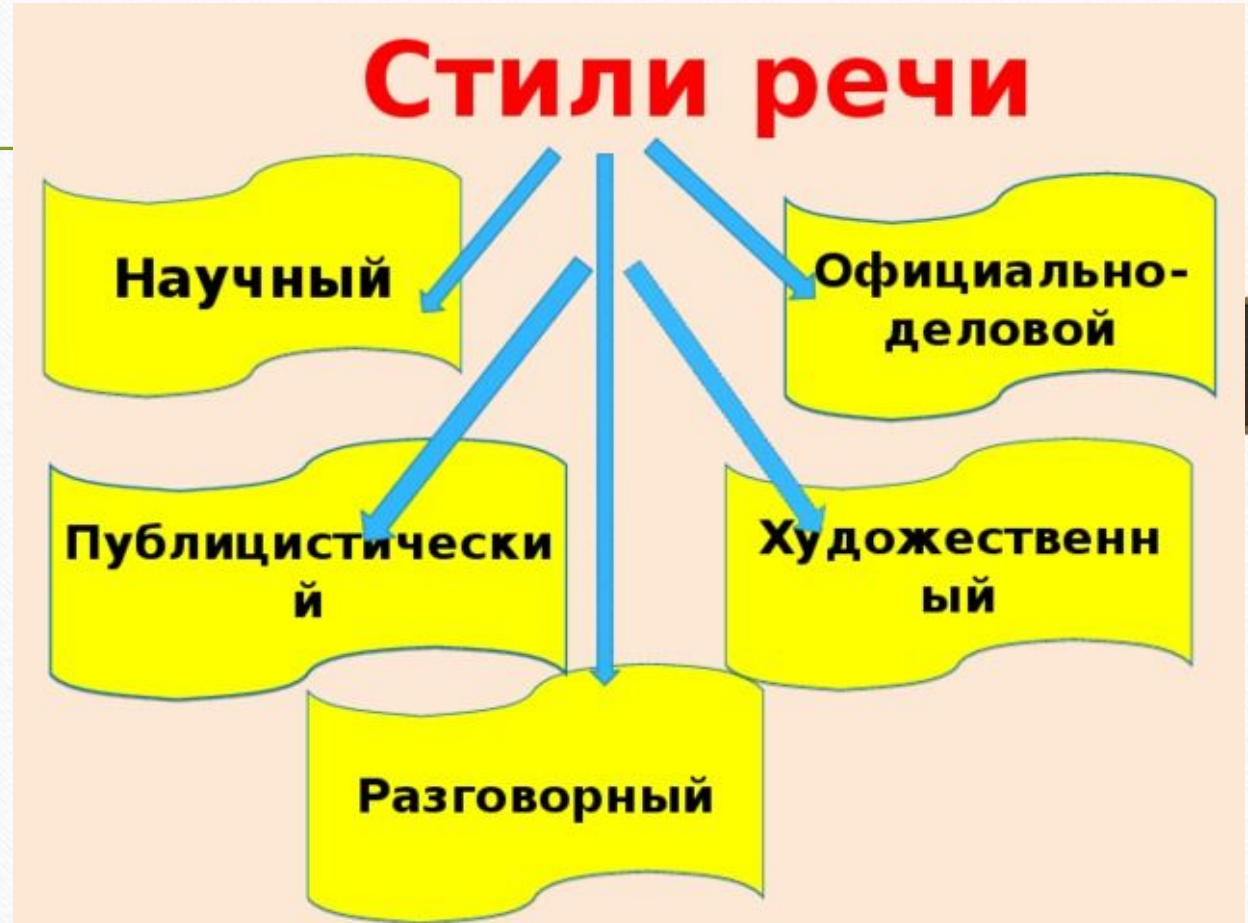 Стили речи
Научный
Официально-
деловой
Публицистически
й
Художественн
ый
Разговорный